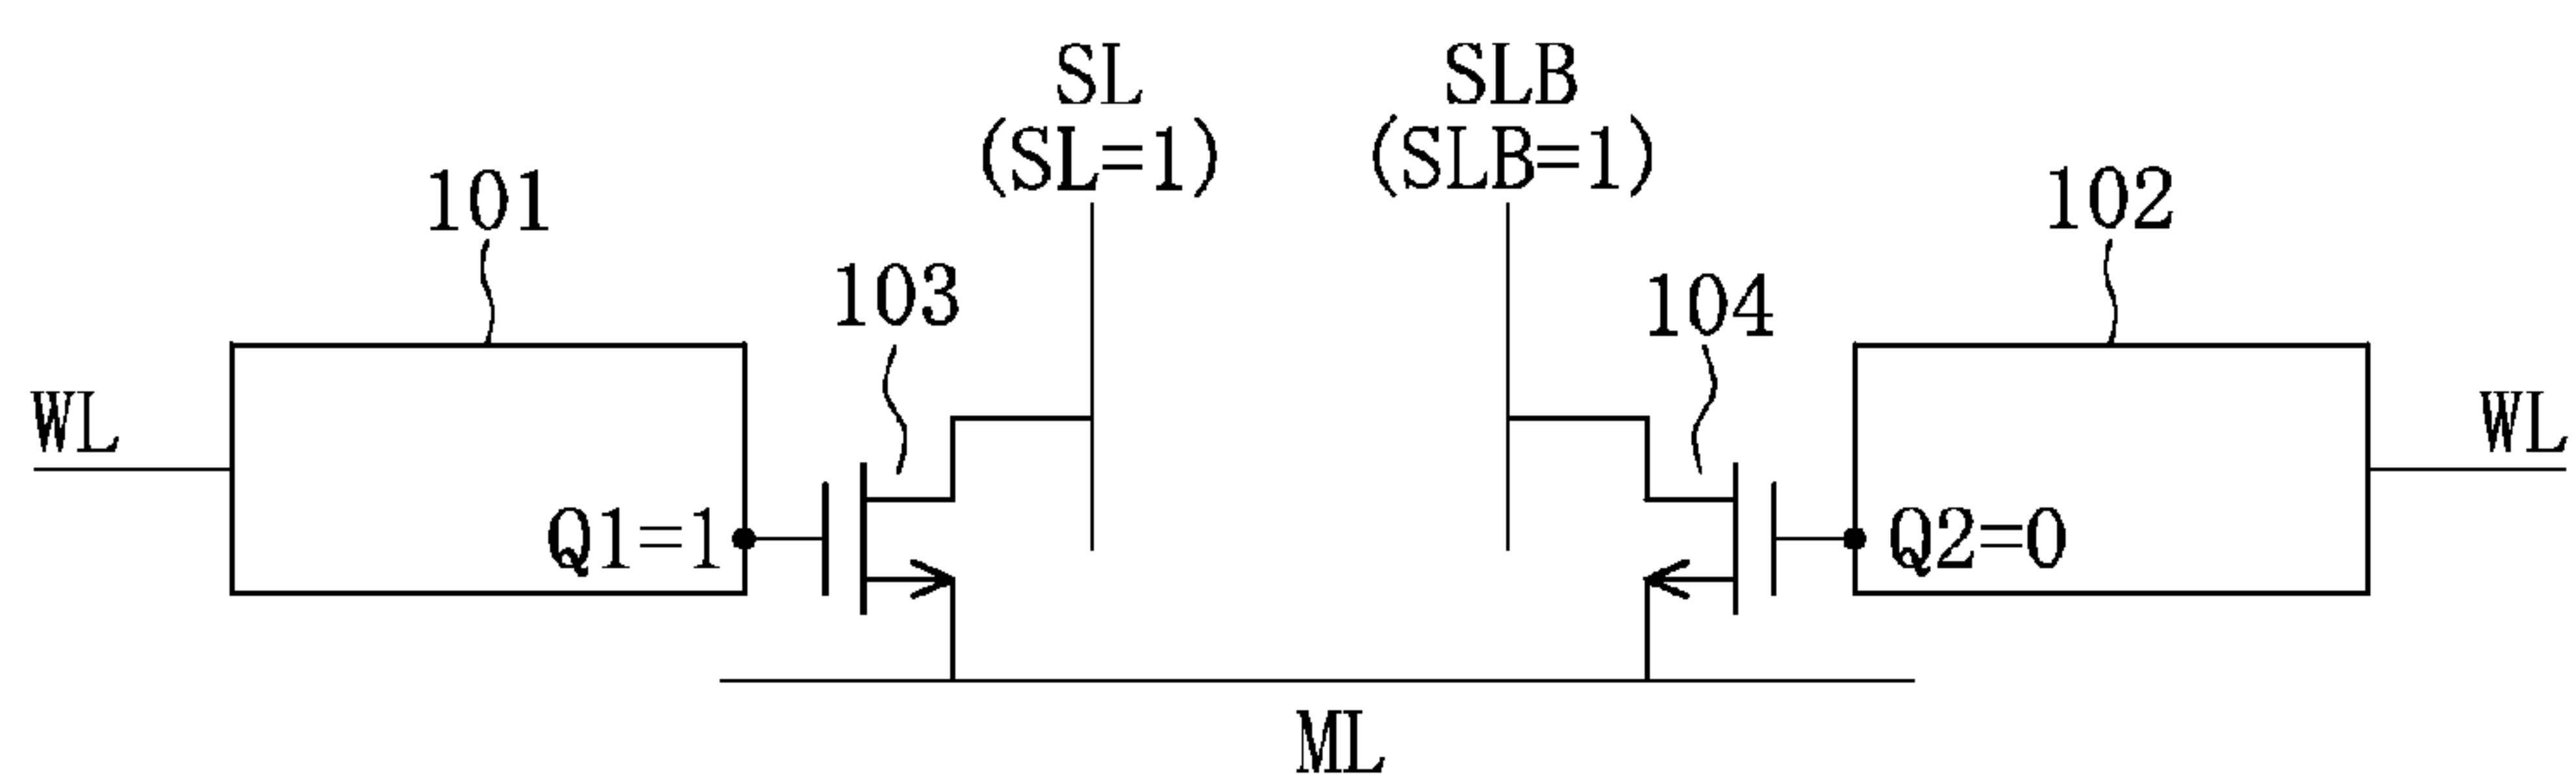 SL
(SL=1)
SLB
(SLB=1)
101
102
103
104
WL
WL
Q1=1
Q2=0
ML